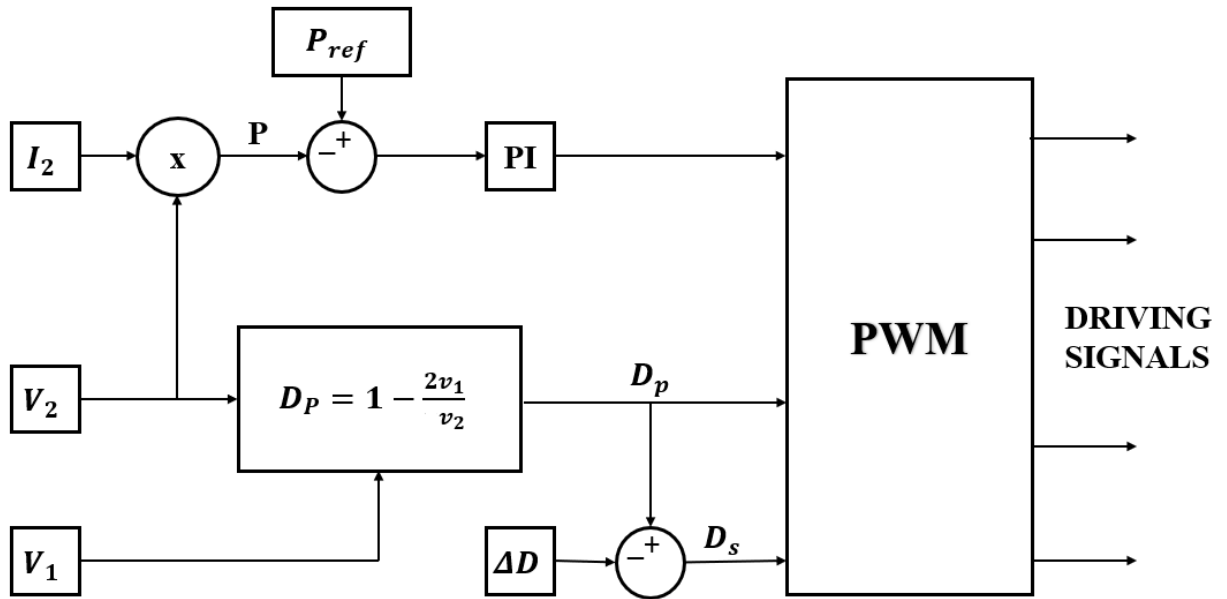 P_ref
I_2
x
P
− +
PI
PWM
DRIVING
SIGNALS
V_2
D_P = 1 − 2v_1/v_2
D_p
V_1
ΔD
− +
D_s